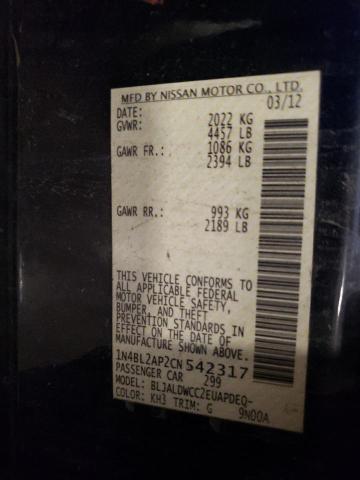 MFD BY NISSAN MOTOR CO., LTD.
DATE: 03/12
GVWR: 2022 KG
4457 LB
GAWR FR.: 1086 KG
2394 LB
GAWR RR.: 993 KG
2189 LB
THIS VEHICLE CONFORMS TO
ALL APPLICABLE FEDERAL
MOTOR VEHICLE SAFETY,
BUMPER, AND THEFT
PREVENTION STANDARDS IN
EFFECT ON THE DATE OF
MANUFACTURE SHOWN ABOVE.
1N4BL2AP2CN 542317
PASSENGER CAR 299
MODEL: BLJALDWCC2EUAPDEQ-
COLOR: KH3 TRIM: G 9N00A